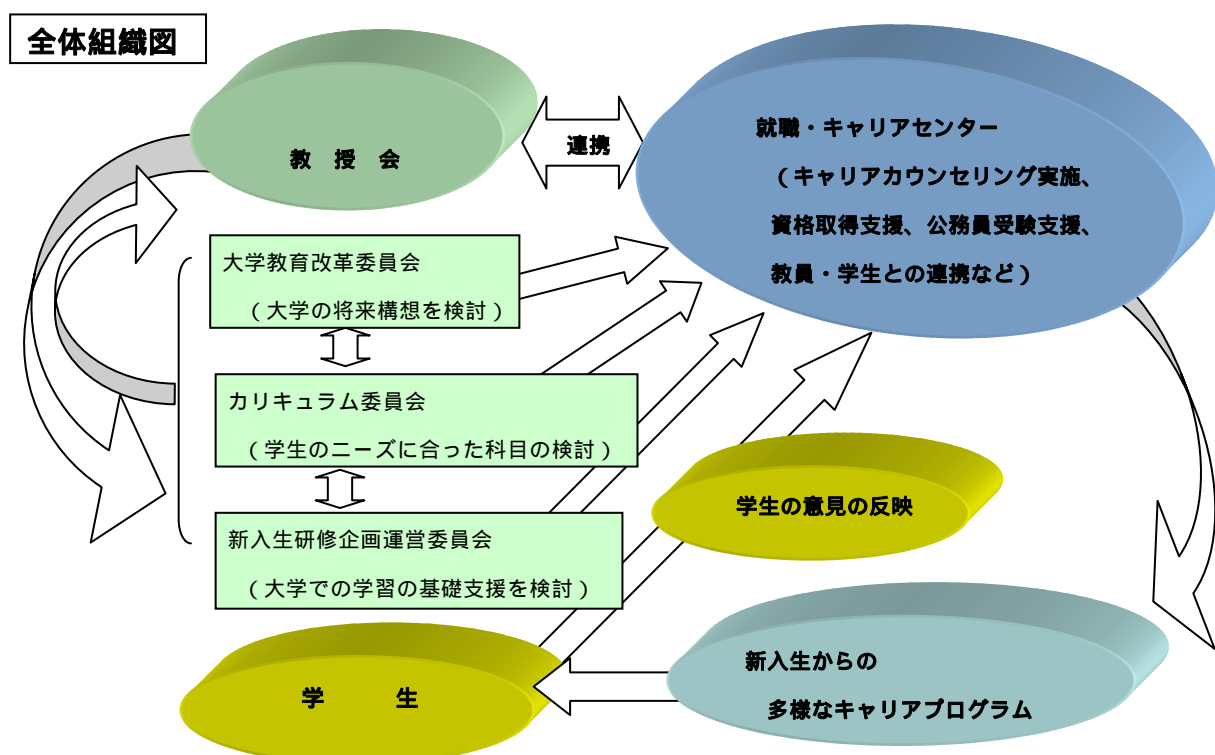 全体組織図
教 授 会
連携
就職・キャリアセンター
(キャリアカウンセリング実施、
資格取得支援、公務員受験支援、
教員・学生との連携など)
大学教育改革委員会
(大学の将来構想を検討)
カリキュラム委員会
(学生のニーズに合った科目の検討)
学生の意見の反映
新入生研修企画運営委員会
(大学での学習の基礎支援を検討)
学 生
新入生からの
多様なキャリアプログラム